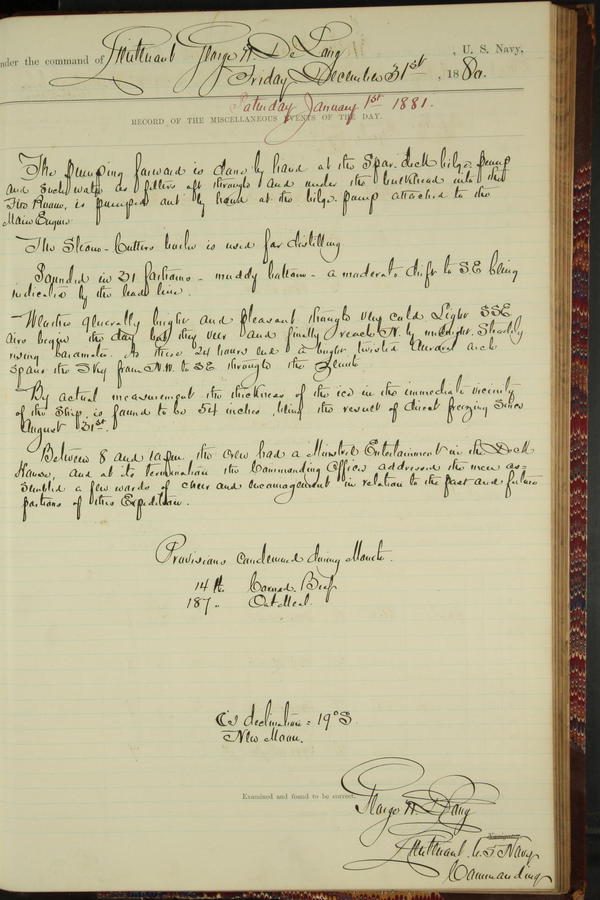 nder the command of Lieutenant George W. De Long , U. S. Navy,
Friday December 31st , 1880.
Saturday January 1st 1881.
RECORD OF THE MISCELLANEOUS EVENTS OF THE DAY.
The pumping forward is done by hand at the Spar deck bilge pump
and such water as filters aft through and under the bulkhead into the
Fire Room, is pumped out by hand at the bilge pump attached to the
Main Engine
The Steam-Cutters boiler is used for distilling
Sounded in 31 fathoms - muddy bottom - a moderate drift to SE being
indicated by the lead line.
Weather generally bright and pleasant though very cold Light SSE
airs began the day but they veer and finally reach N. by midnight. Steadily
rising barometer. As these 24 hours end a bright twisted Auroral arch
spans the Sky from N.W. to SE through the Zenith
By actual measurement the thickness of the ice in the immediate vicinity
of the Ship, is found to be 54 inches, being the result of direct freezing since
August 31st.
Between 8 and 10 p.m. the crew had a Minstrel Entertainment in the Deck
House, and at its termination the Commanding Officer addressed the men as-
sembled a few words of cheer and encouragement in relation to the past and future
portions of this Expedition.
Provisions condemned during Month.
14 lb. Corned Beef
187 " Oat Meal.
☾'s declination = 19° S.
New Moon.
Examined and found to be correct.
George W. De Long
Navigator.
Lieutenant U.S. Navy
Commanding